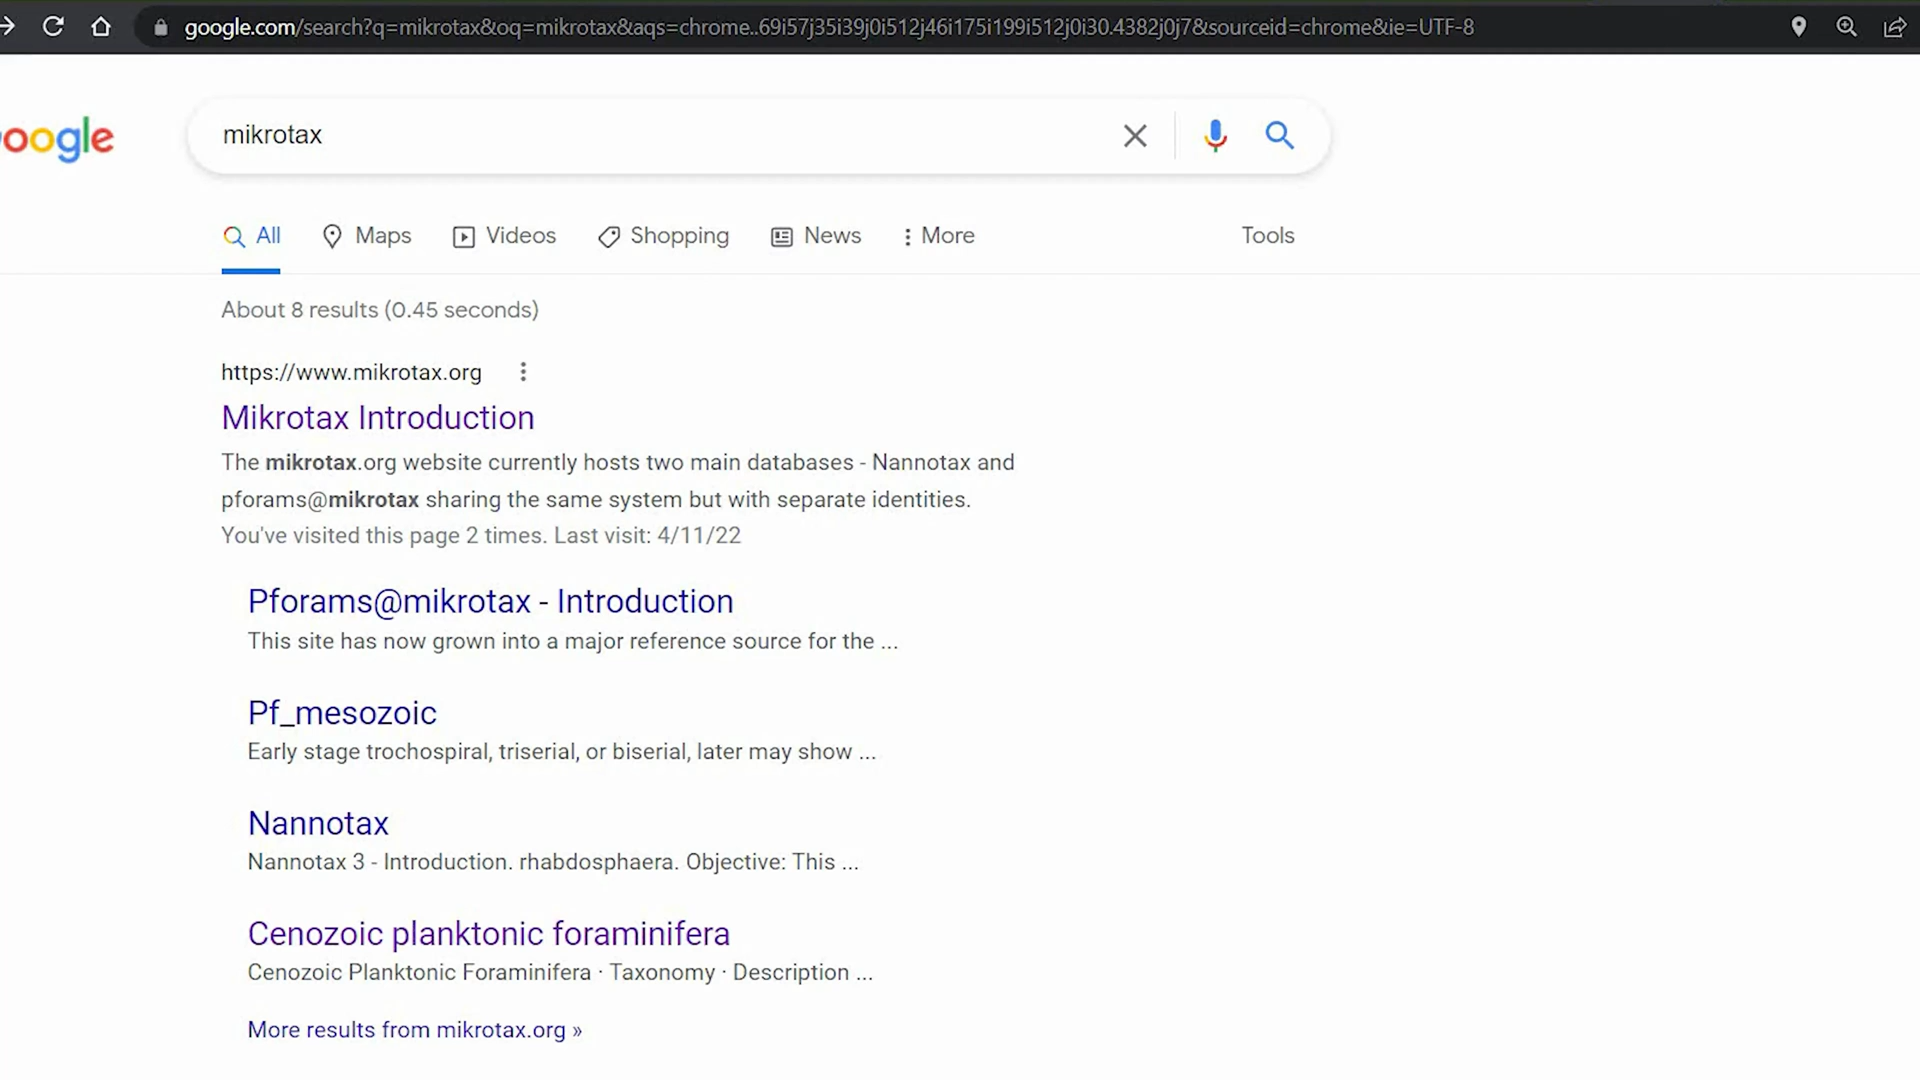 google.com/search?q=mikrotax&oq=mikrotax&aqs=chrome..69i57j35i39j0i512j46i175i199i512j0i30.4382j0j7&sourceid=chrome&ie=UTF-8
oogle
mikrotax
All Maps Videos Shopping News More Tools
About 8 results (0.45 seconds)
https://www.mikrotax.org
Mikrotax Introduction
The mikrotax.org website currently hosts two main databases - Nannotax and
pforams@mikrotax sharing the same system but with separate identities.
You've visited this page 2 times. Last visit: 4/11/22
Pforams@mikrotax - Introduction
This site has now grown into a major reference source for the ...
Pf_mesozoic
Early stage trochospiral, triserial, or biserial, later may show ...
Nannotax
Nannotax 3 - Introduction. rhabdosphaera. Objective: This ...
Cenozoic planktonic foraminifera
Cenozoic Planktonic Foraminifera · Taxonomy · Description ...
More results from mikrotax.org »